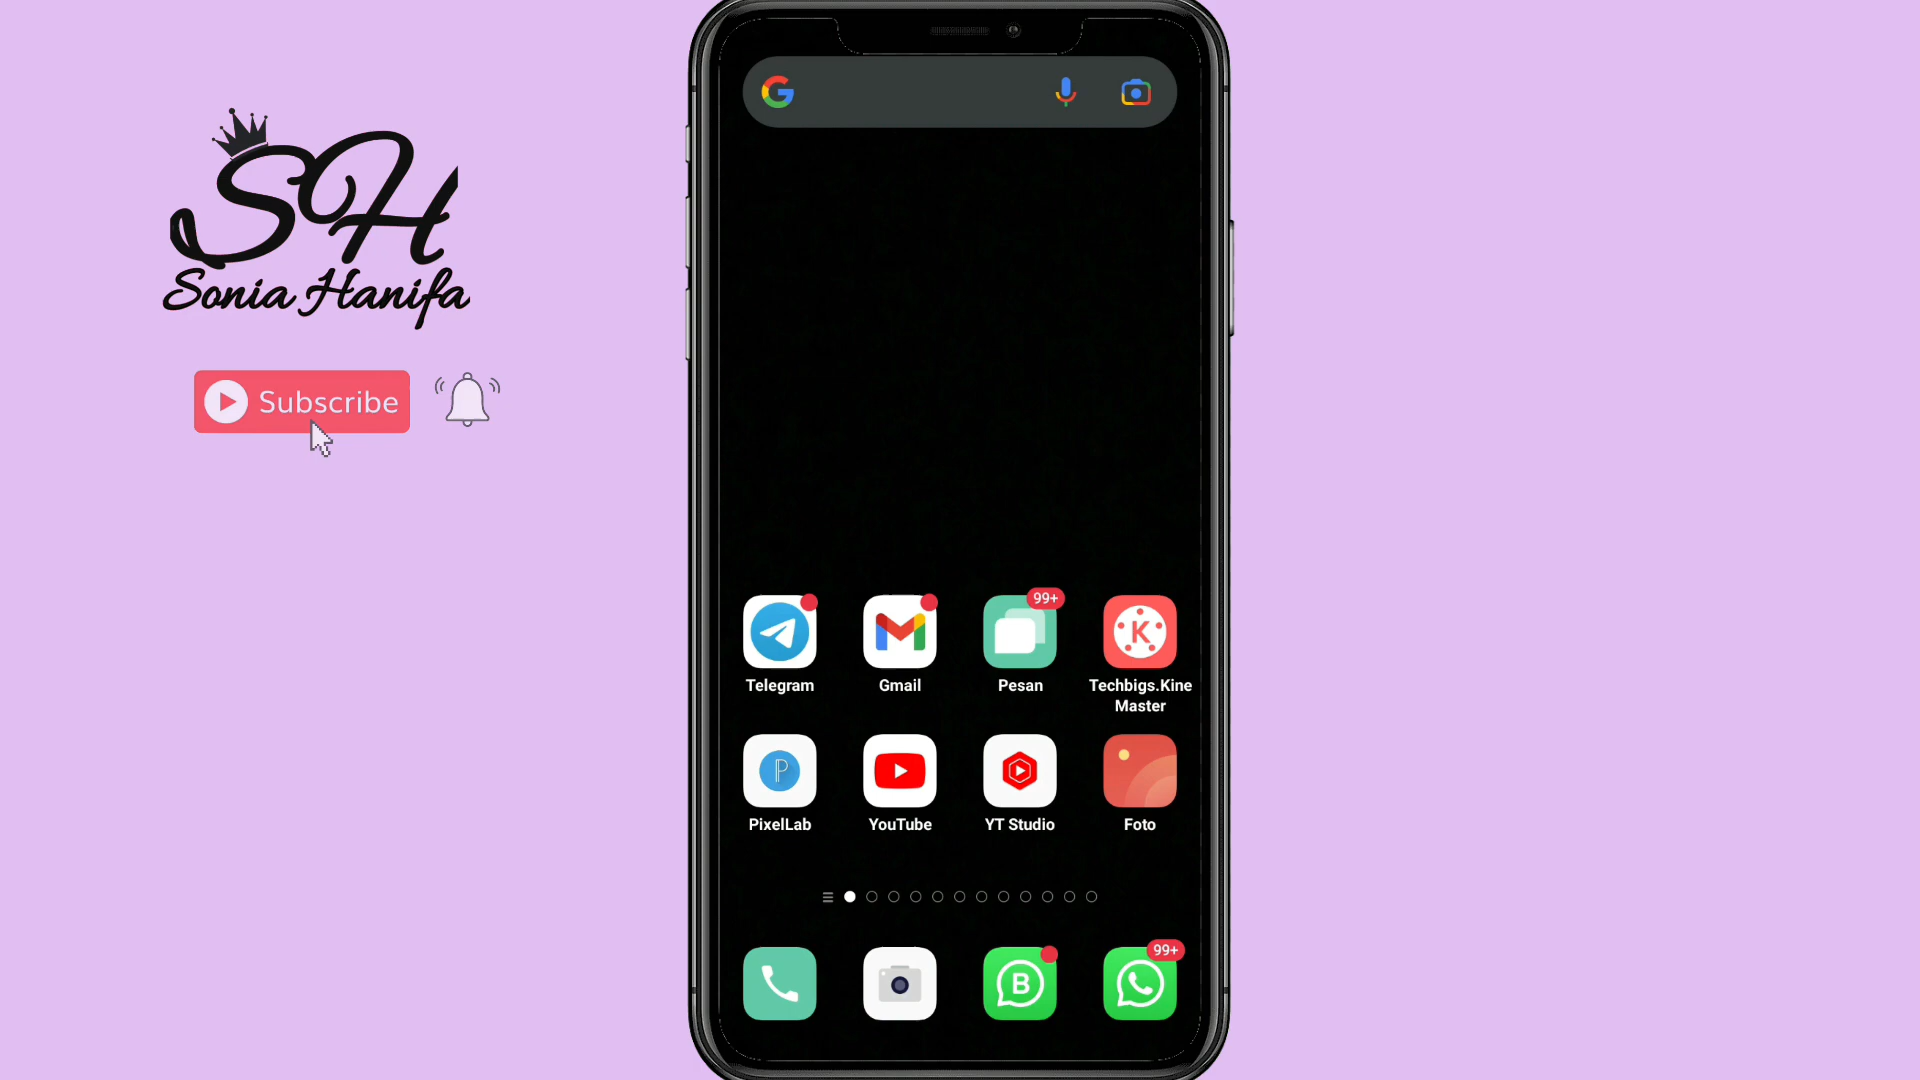 SH
Sonia Hanifa
Subscribe
G
99+
K
Telegram
Gmail
Pesan
Techbigs.Kine
Master
P
PixelLab
YouTube
YT Studio
Foto
99+
B